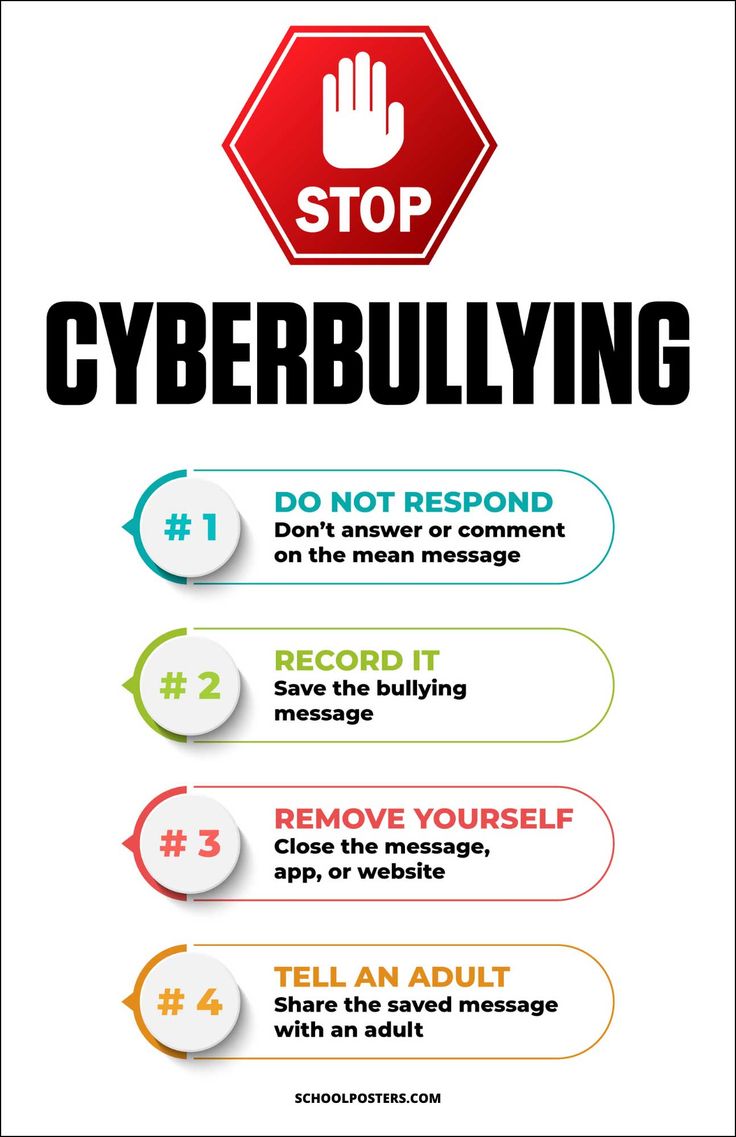 STOP
CYBERBULLYING
# 1
DO NOT RESPOND
Don’t answer or comment
on the mean message
# 2
RECORD IT
Save the bullying
message
# 3
REMOVE YOURSELF
Close the message,
app, or website
# 4
TELL AN ADULT
Share the saved message
with an adult
SCHOOLPOSTERS.COM